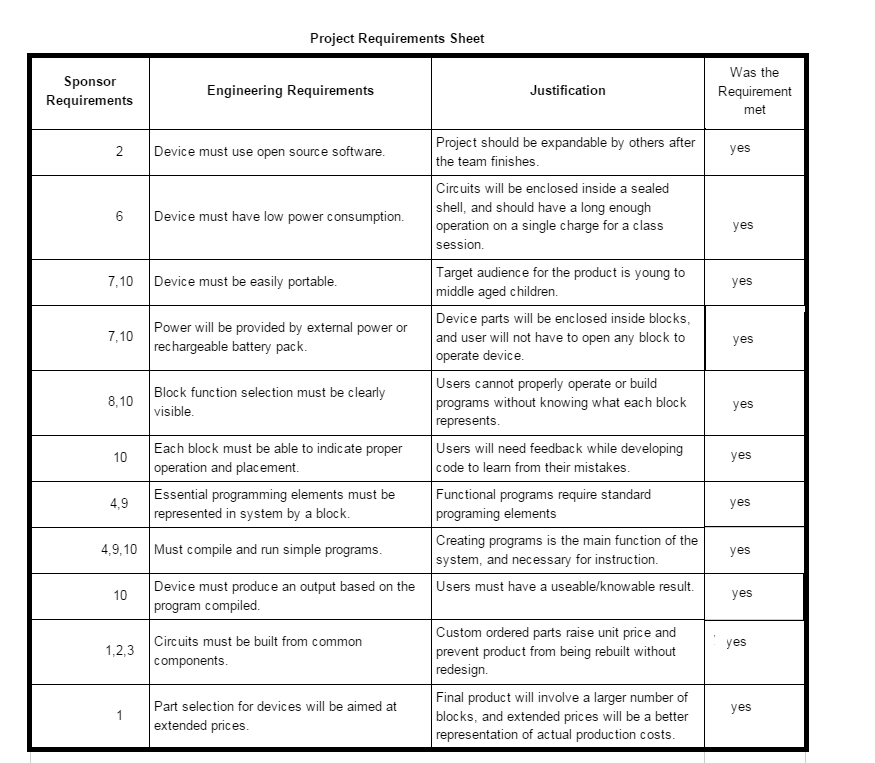 Project Requirements Sheet
Sponsor
Requirements
Engineering Requirements
Justification
Was the
Requirement
met
2
Device must use open source software.
Project should be expandable by others after
the team finishes.
yes
6
Device must have low power consumption.
Circuits will be enclosed inside a sealed
shell, and should have a long enough
operation on a single charge for a class
session.
yes
7,10
Device must be easily portable.
Target audience for the product is young to
middle aged children.
yes
7,10
Power will be provided by external power or
rechargeable battery pack.
Device parts will be enclosed inside blocks,
and user will not have to open any block to
operate device.
yes
8,10
Block function selection must be clearly
visible.
Users cannot properly operate or build
programs without knowing what each block
represents.
yes
10
Each block must be able to indicate proper
operation and placement.
Users will need feedback while developing
code to learn from their mistakes.
yes
4,9
Essential programming elements must be
represented in system by a block.
Functional programs require standard
programing elements
yes
4,9,10
Must compile and run simple programs.
Creating programs is the main function of the
system, and necessary for instruction.
yes
10
Device must produce an output based on the
program compiled.
Users must have a useable/knowable result.
yes
1,2,3
Circuits must be built from common
components.
Custom ordered parts raise unit price and
prevent product from being rebuilt without
redesign.
yes
1
Part selection for devices will be aimed at
extended prices.
Final product will involve a larger number of
blocks, and extended prices will be a better
representation of actual production costs.
yes